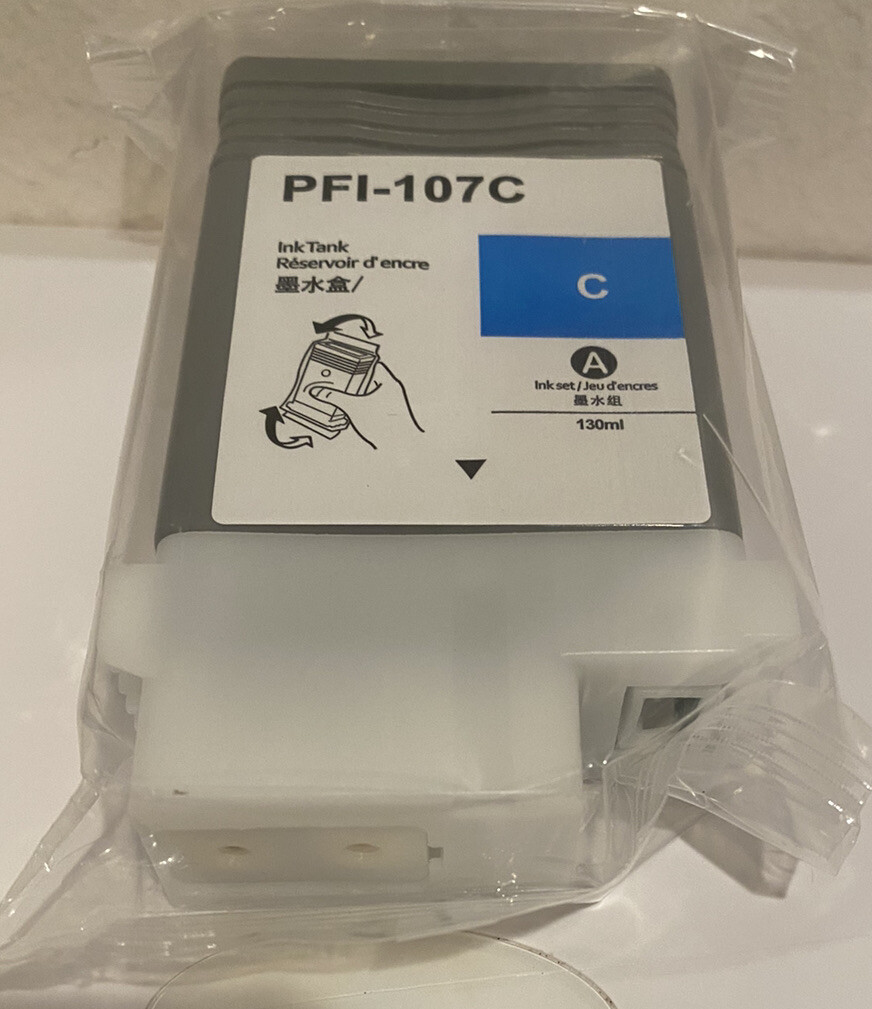 PFI-107C
Ink Tank
Réservoir d'encre
墨水盒/
C
A
Ink set/Jeu d'encres
墨水組
130ml